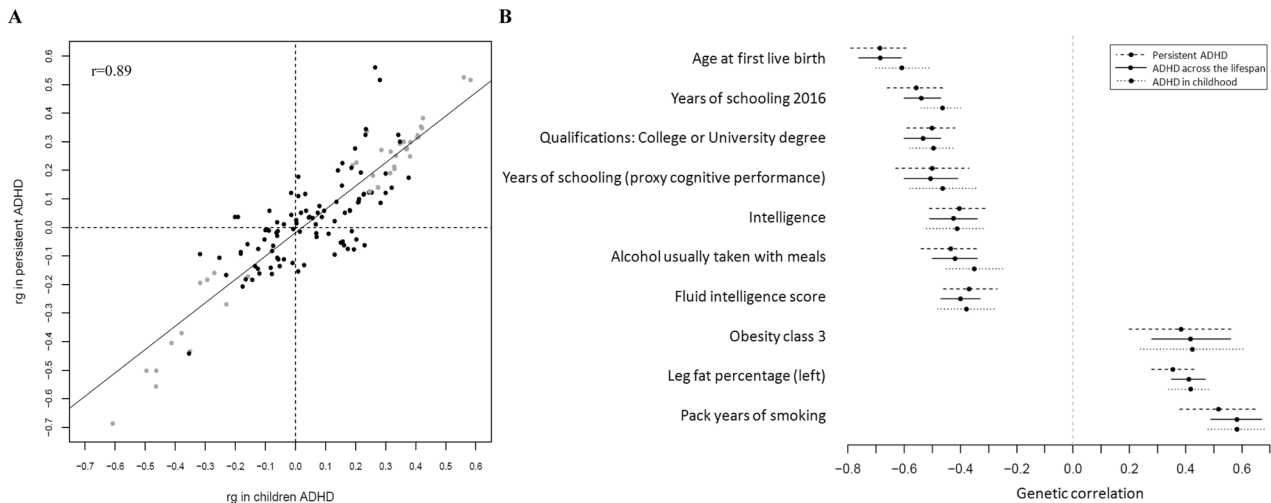 A
r=0.89
rg in persistent ADHD
0.6
0.5
0.4
0.3
0.2
0.1
0.0
−0.1
−0.2
−0.3
−0.4
−0.5
−0.6
−0.7
−0.7 −0.6 −0.5 −0.4 −0.3 −0.2 −0.1 0.0 0.1 0.2 0.3 0.4 0.5 0.6
rg in children ADHD
B
Persistent ADHD
ADHD across the lifespan
ADHD in childhood
Age at first live birth
Years of schooling 2016
Qualifications: College or University degree
Years of schooling (proxy cognitive performance)
Intelligence
Alcohol usually taken with meals
Fluid intelligence score
Obesity class 3
Leg fat percentage (left)
Pack years of smoking
−0.8 −0.6 −0.4 −0.2 0.0 0.2 0.4 0.6
Genetic correlation